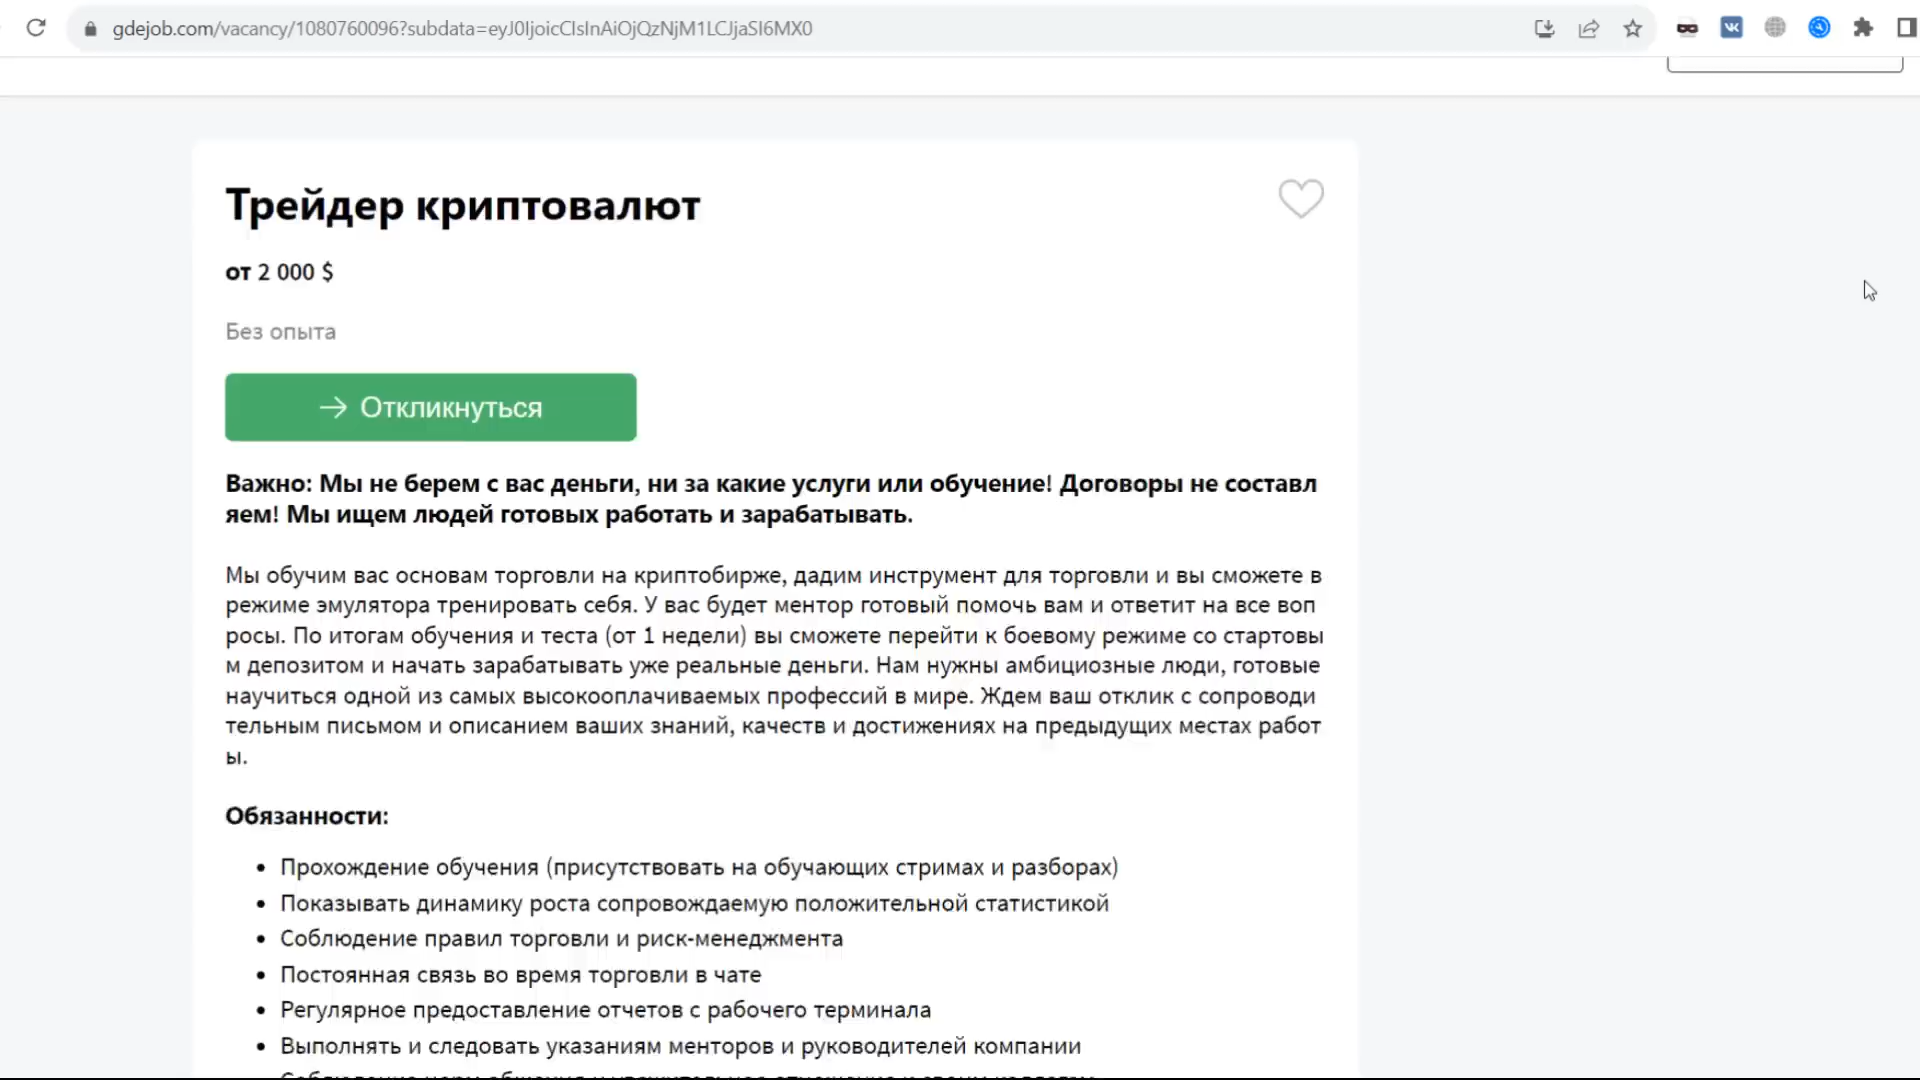 gdejob.com/vacancy/1080760096?subdata=eyJ0IjoicCIsInAiOjQzNjM1LCJjaSI6MX0
Трейдер криптовалют
от 2 000 $
Без опыта
→ Откликнуться
Важно: Мы не берем с вас деньги, ни за какие услуги или обучение! Договоры не составл
яем! Мы ищем людей готовых работать и зарабатывать.
Мы обучим вас основам торговли на криптобирже, дадим инструмент для торговли и вы сможете в
режиме эмулятора тренировать себя. У вас будет ментор готовый помочь вам и ответит на все воп
росы. По итогам обучения и теста (от 1 недели) вы сможете перейти к боевому режиме со стартовы
м депозитом и начать зарабатывать уже реальные деньги. Нам нужны амбициозные люди, готовые
научиться одной из самых высокооплачиваемых профессий в мире. Ждем ваш отклик с сопроводи
тельным письмом и описанием ваших знаний, качеств и достижениях на предыдущих местах работ
ы.
Обязанности:
• Прохождение обучения (присутствовать на обучающих стримах и разборах)
• Показывать динамику роста сопровождаемую положительной статистикой
• Соблюдение правил торговли и риск-менеджмента
• Постоянная связь во время торговли в чате
• Регулярное предоставление отчетов с рабочего терминала
• Выполнять и следовать указаниям менторов и руководителей компании